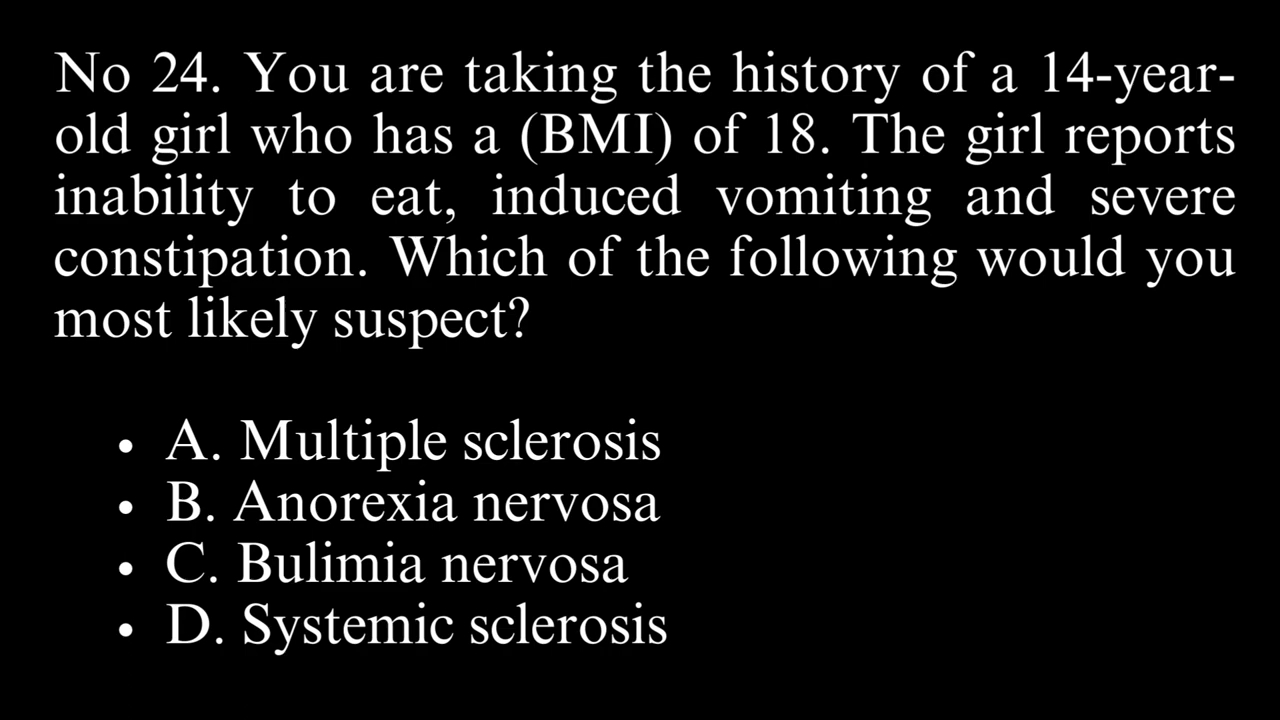 No 24. You are taking the history of a 14-year-
old girl who has a (BMI) of 18. The girl reports
inability to eat, induced vomiting and severe
constipation. Which of the following would you
most likely suspect?
• A. Multiple sclerosis
• B. Anorexia nervosa
• C. Bulimia nervosa
• D. Systemic sclerosis